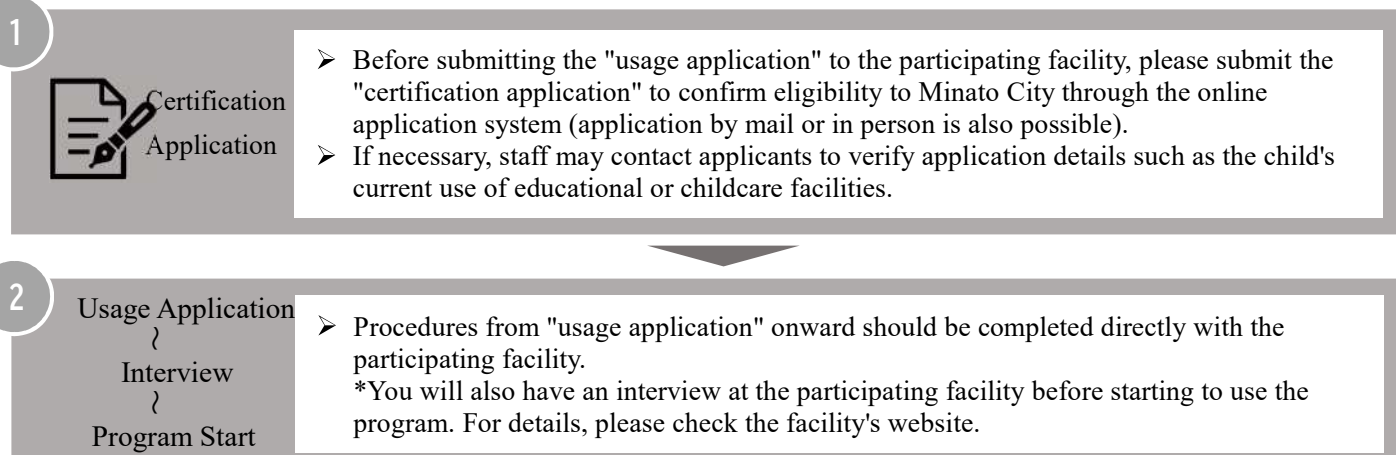 1
Certification
Application
➢ Before submitting the "usage application" to the participating facility, please submit the
"certification application" to confirm eligibility to Minato City through the online
application system (application by mail or in person is also possible).
➢ If necessary, staff may contact applicants to verify application details such as the child's
current use of educational or childcare facilities.
2
Usage Application
~
Interview
~
Program Start
➢ Procedures from "usage application" onward should be completed directly with the
participating facility.
*You will also have an interview at the participating facility before starting to use the
program. For details, please check the facility's website.